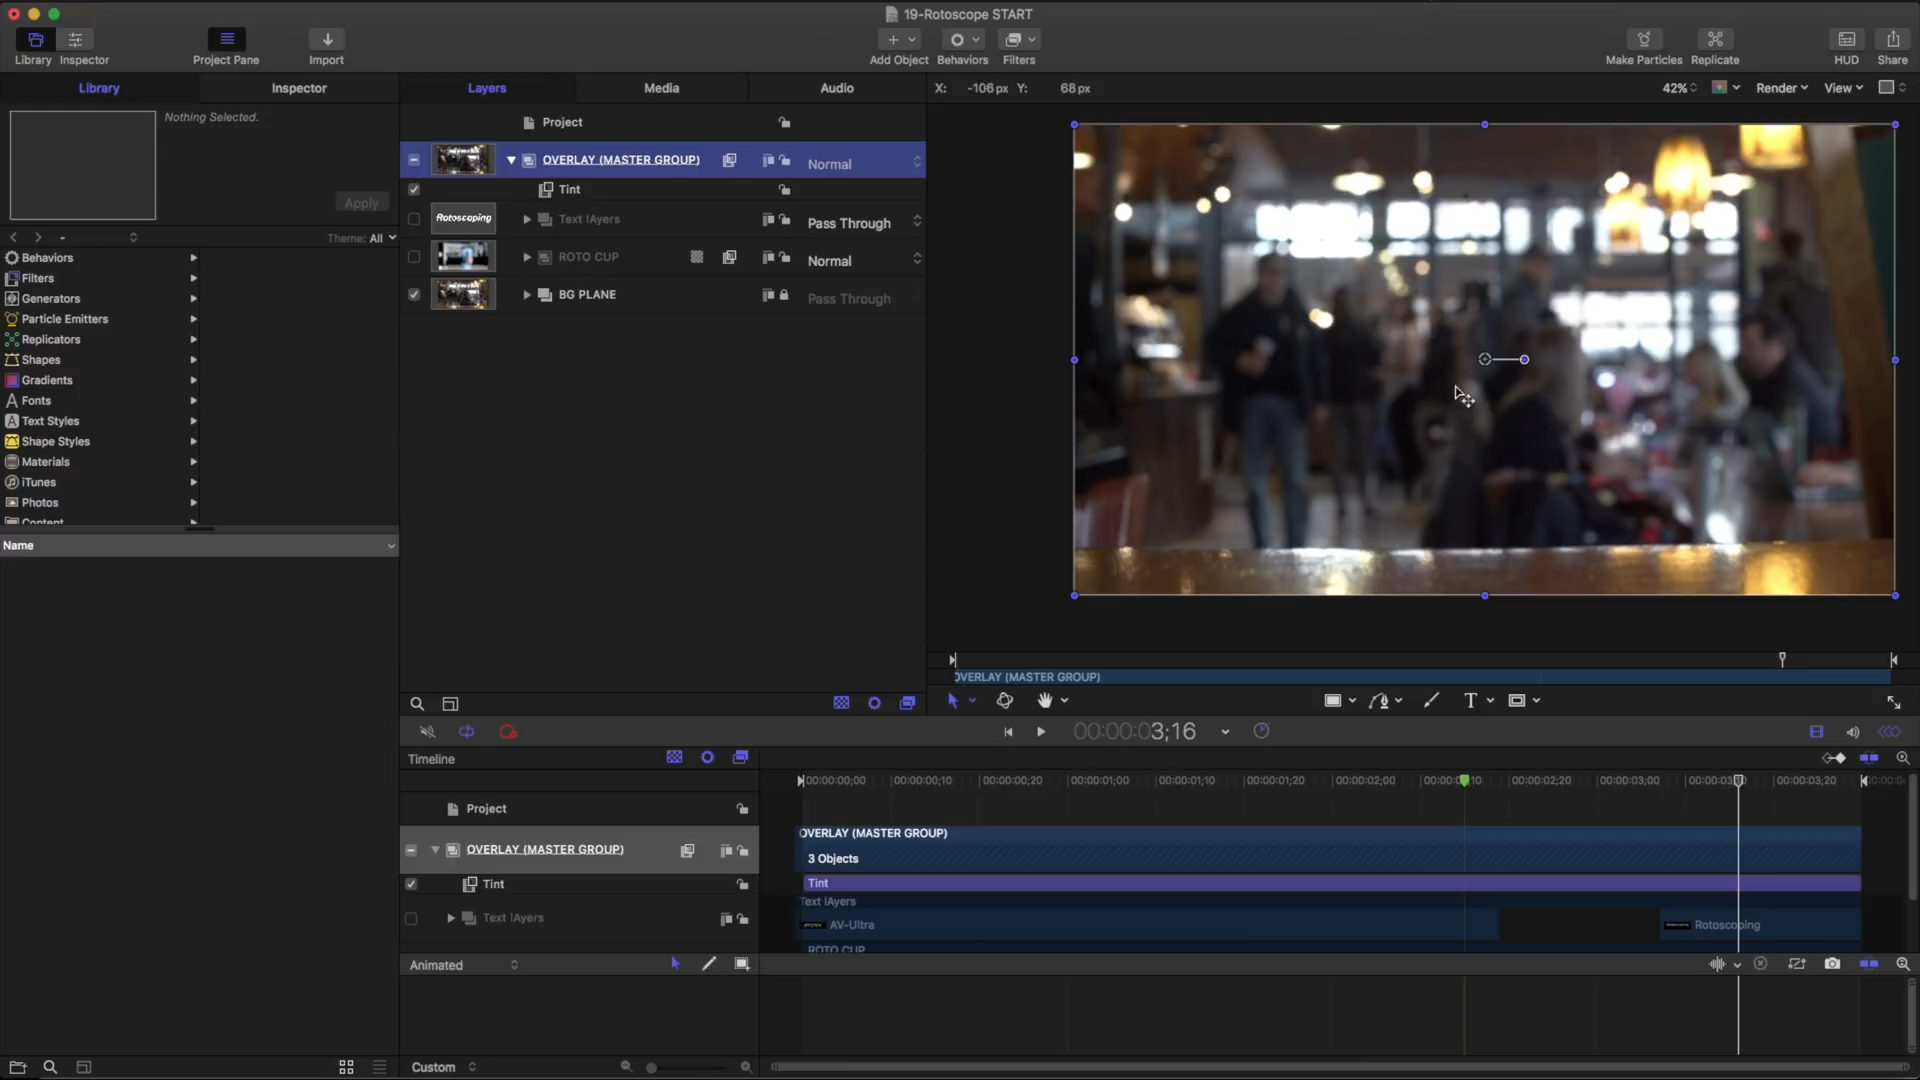 19-Rotoscope START
Library
Inspector
Project Pane
Import
Add Object
Behaviors
Filters
Make Particles
Replicate
HUD
Share
Library
Inspector
Layers
Media
Audio
X: -106 px Y: 68 px
42%
Render
View
Nothing Selected.
Apply
Theme: All
Project
OVERLAY (MASTER GROUP)
Normal
Tint
Rotoscoping
Text lAyers
Pass Through
ROTO CUP
Normal
BG PLANE
Pass Through
Behaviors
Filters
Generators
Particle Emitters
Replicators
Shapes
Gradients
Fonts
Text Styles
Shape Styles
Materials
iTunes
Photos
Content
Name
OVERLAY (MASTER GROUP)
T
00:00:03;16
Timeline
00:00:00;00
00:00:00;10
00:00:00;20
00:00:01;00
00:00:01;10
00:00:01;20
00:00:02;00
00:00:02;20
00:00:03;00
00:00:03;20
Project
OVERLAY (MASTER GROUP)
OVERLAY (MASTER GROUP)
3 Objects
Tint
Tint
Text lAyers
Text lAyers
AV-Ultra
Rotoscoping
ROTO CUP
Animated
Custom